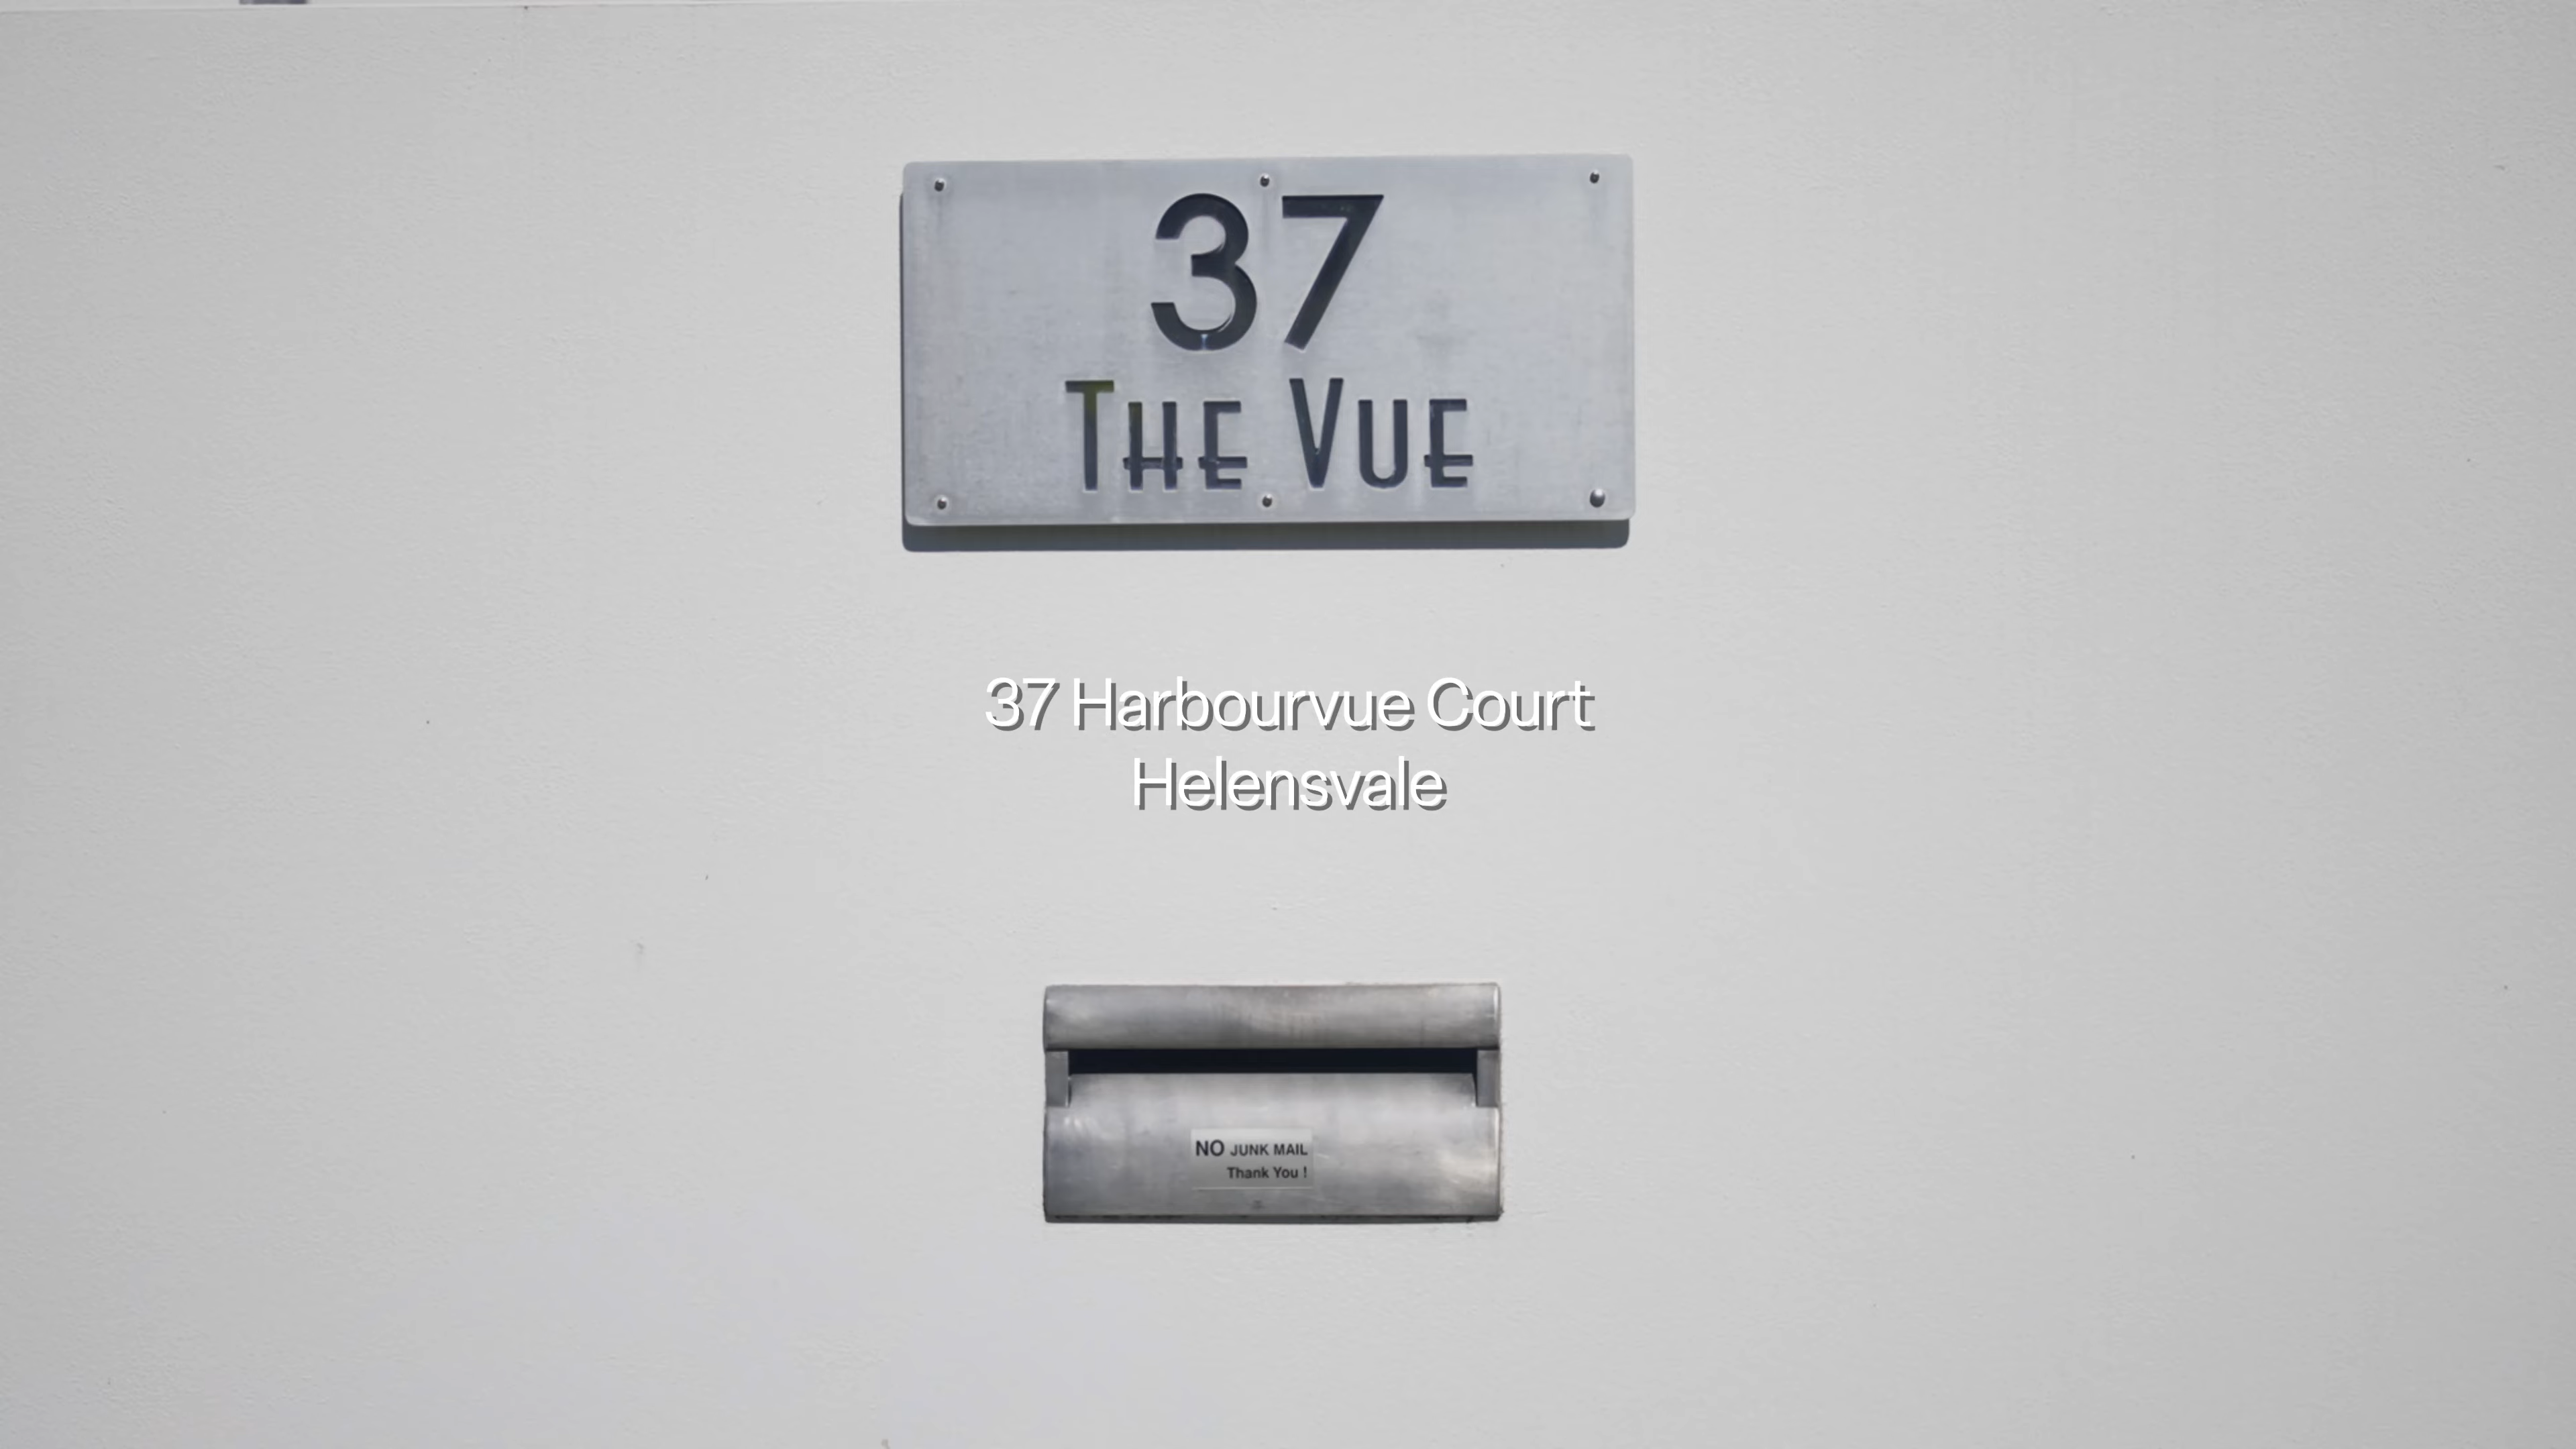 37
THE VUE
37 Harbourvue Court
Helensvale
NO JUNK MAIL
Thank You !